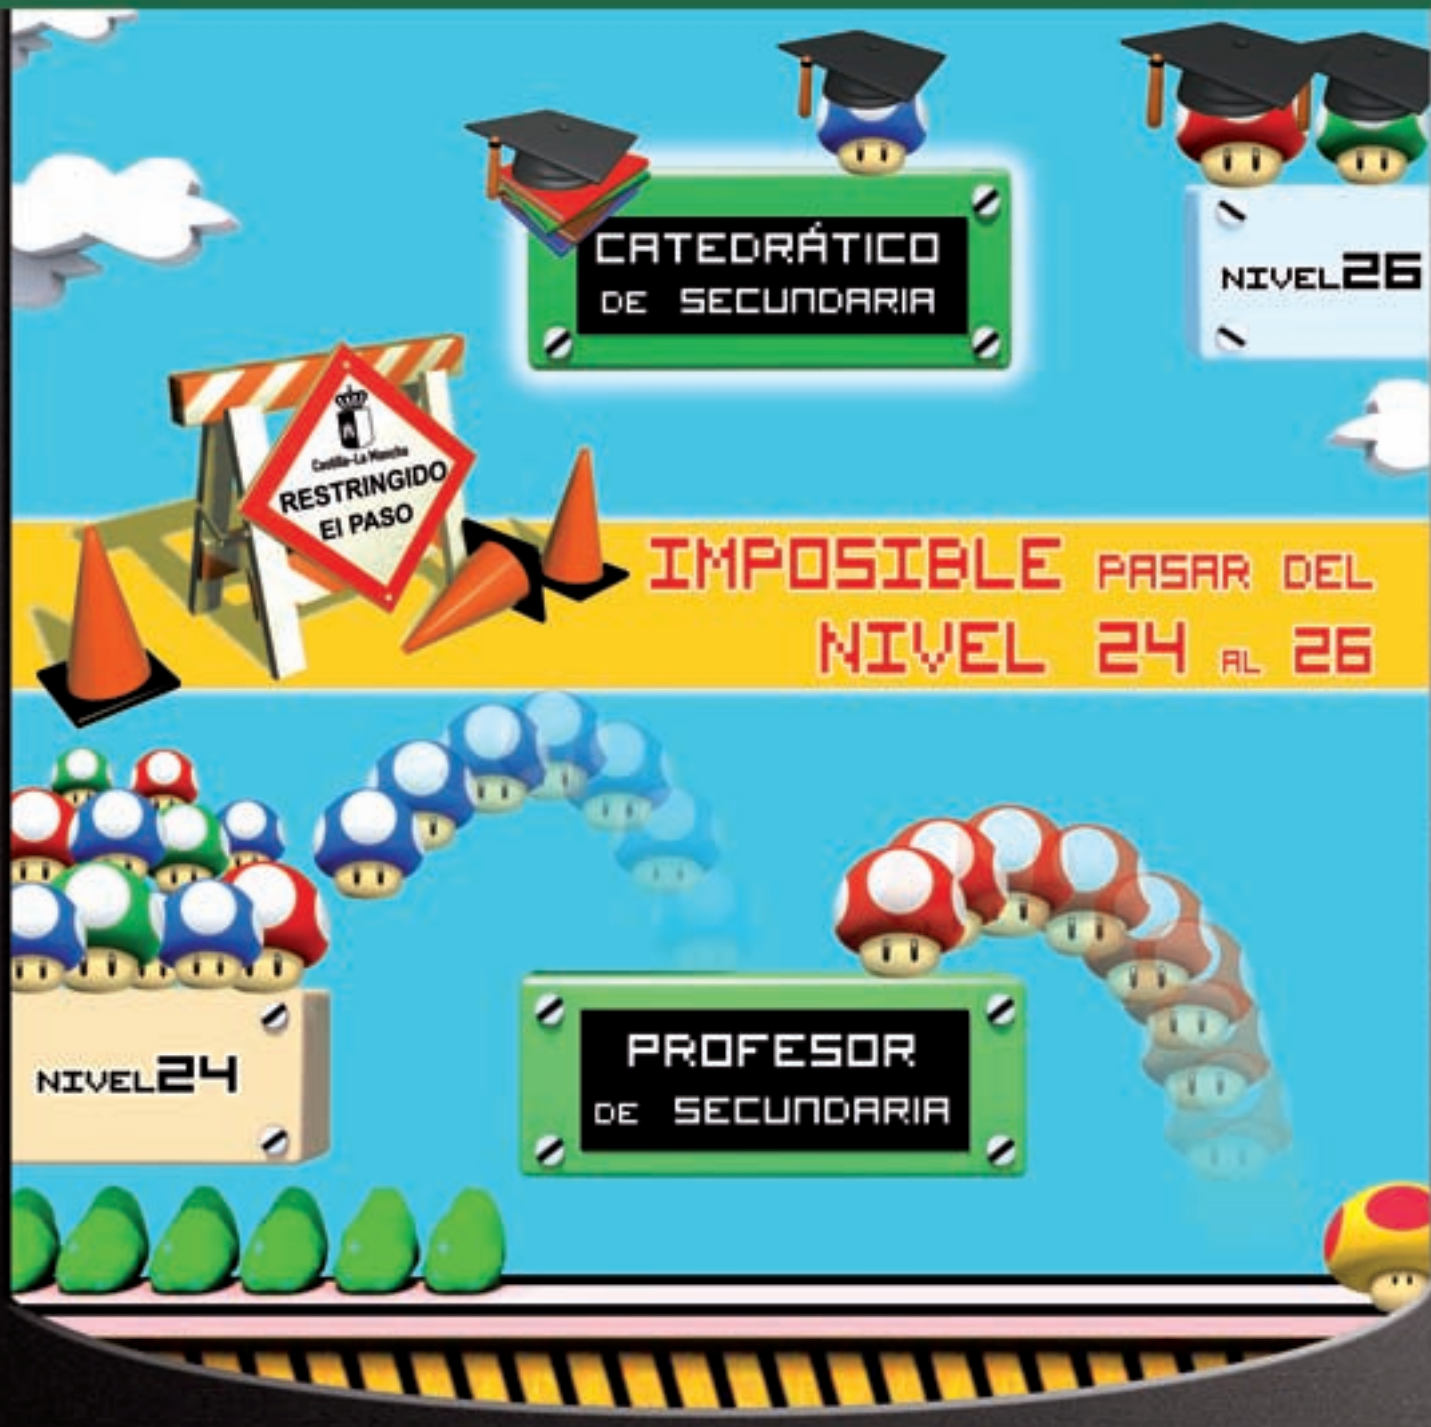 CATEDRÁTICO
DE SECUNDARIA
NIVEL26
Castilla-La Mancha
RESTRINGIDO
El PASO
IMPOSIBLE PASAR DEL
NIVEL 24 AL 26
NIVEL24
PROFESOR
DE SECUNDARIA